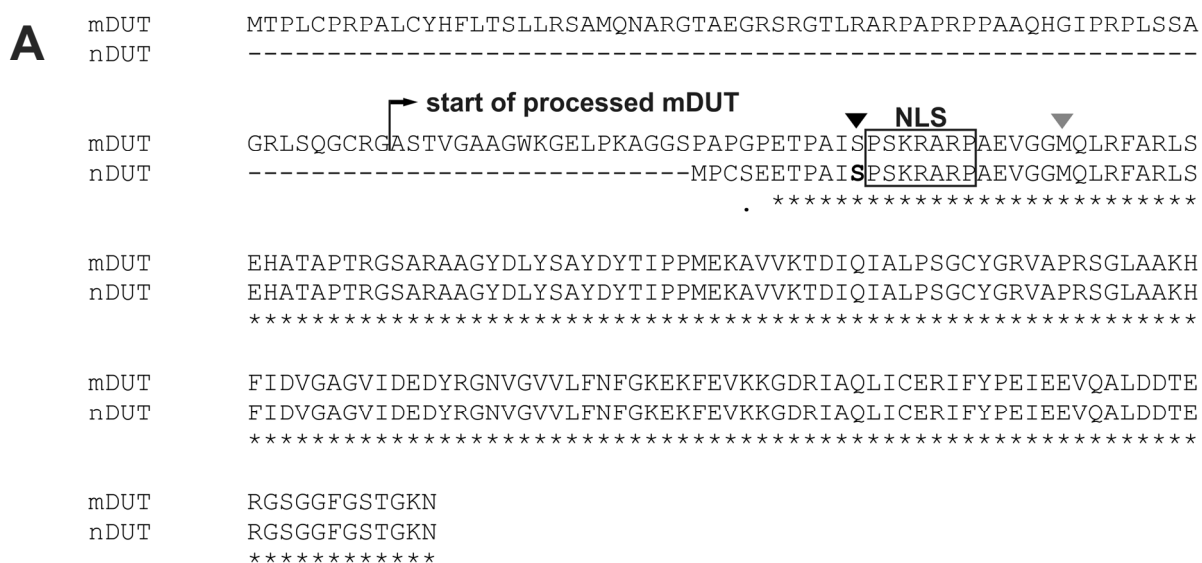 A
mDUT MTPLCPRPALCYHFLTSLLRSAMQNARGTAEGRSRGTLRARPAPRPPAAQHGIPRPLSSA
nDUT ------------------------------------------------------------
start of processed mDUT
NLS
mDUT GRLSQGCRGASTVGAAGWKGELPKAGGSPAPGPETPAISPSKRARPAEVGGMQLRFARLS
nDUT ----------------------------MPCSEETPAISPSKRARPAEVGGMQLRFARLS
. ***************************
mDUT EHATAPTRGSARAAGYDLYSAYDYTIPPMEKAVVKTDIQIALPSGCYGRVAPRSGLAAKH
nDUT EHATAPTRGSARAAGYDLYSAYDYTIPPMEKAVVKTDIQIALPSGCYGRVAPRSGLAAKH
************************************************************
mDUT FIDVGAGVIDEDYRGNVGVVLFNFGKEKFEVKKGDRIAQLICERIFYPEIEEVQALDDTE
nDUT FIDVGAGVIDEDYRGNVGVVLFNFGKEKFEVKKGDRIAQLICERIFYPEIEEVQALDDTE
************************************************************
mDUT RGSGGFGSTGKN
nDUT RGSGGFGSTGKN
************